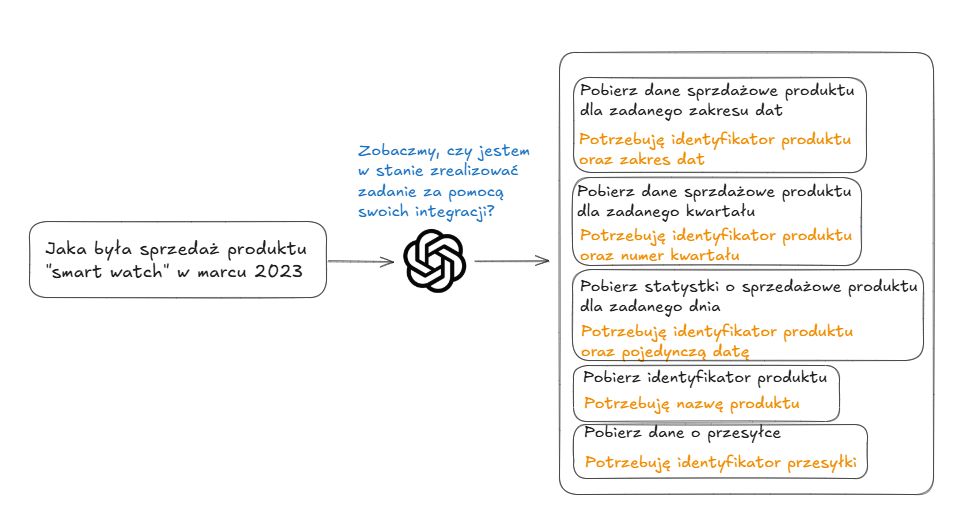 Jaka była sprzedaż produktu
"smart watch" w marcu 2023
Zobaczmy, czy jestem
w stanie zrealizować
zadanie za pomocą
swoich integracji?
Pobierz dane sprzdażowe produktu
dla zadanego zakresu dat
Potrzebuję identyfikator produktu
oraz zakres dat
Pobierz dane sprzdażowe produktu
dla zadanego kwartału
Potrzebuję identyfikator produktu
oraz numer kwartału
Pobierz statystki o sprzedażowe produktu
dla zadanego dnia
Potrzebuję identyfikator produktu
oraz pojedynczą datę
Pobierz identyfikator produktu
Potrzebuję nazwę produktu
Pobierz dane o przesyłce
Potrzebuję identyfikator przesyłki